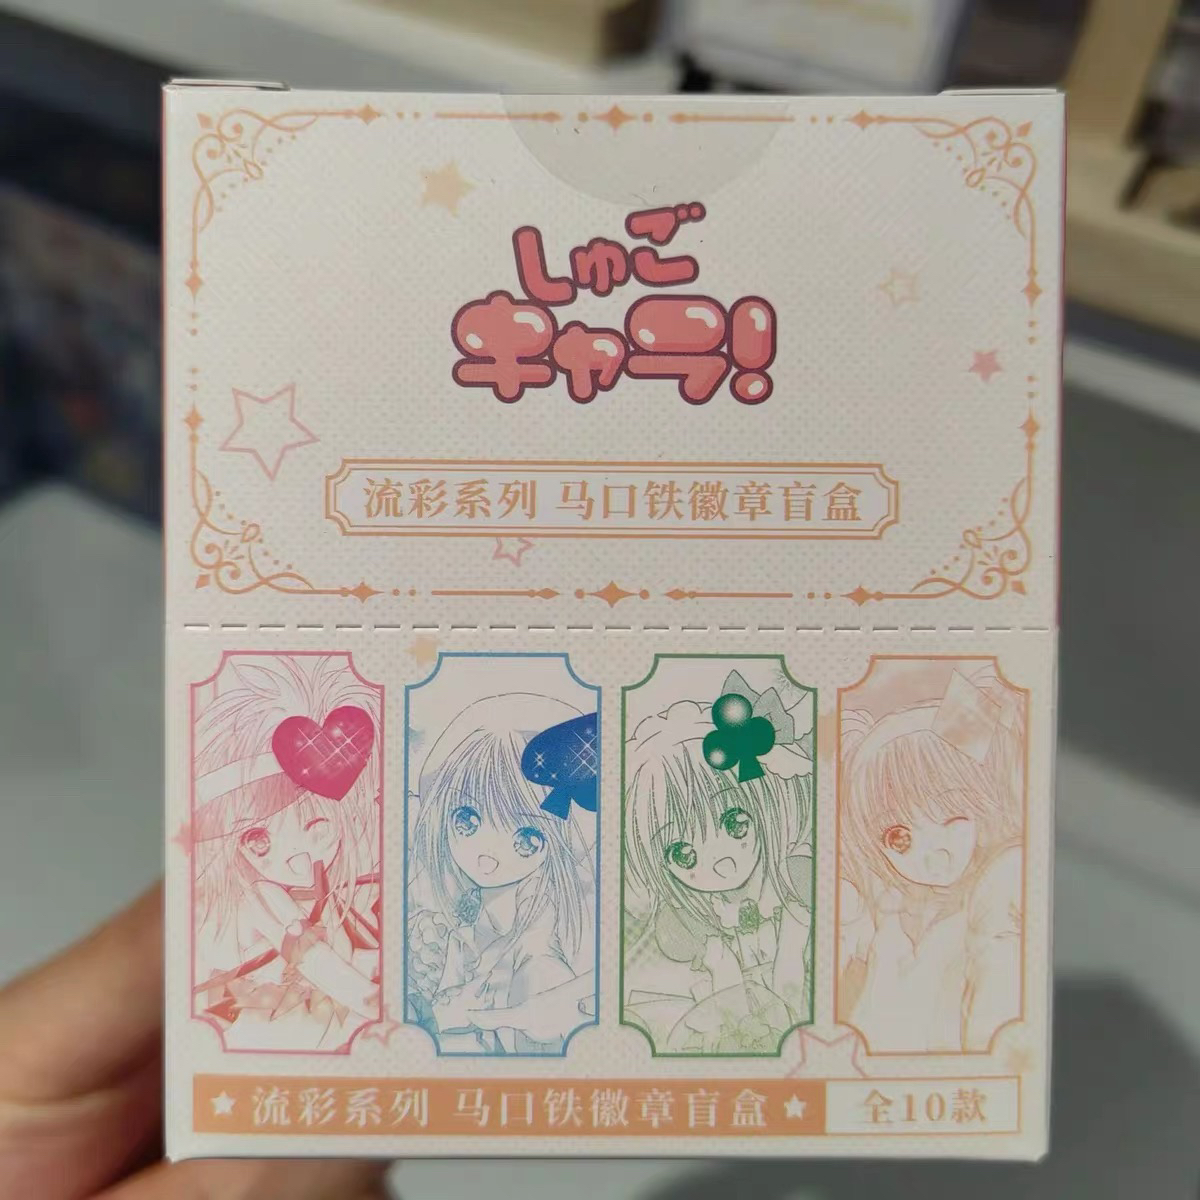 しゅご
キャラ!
流彩系列 马口铁徽章盲盒
流彩系列 马口铁徽章盲盒 全10款